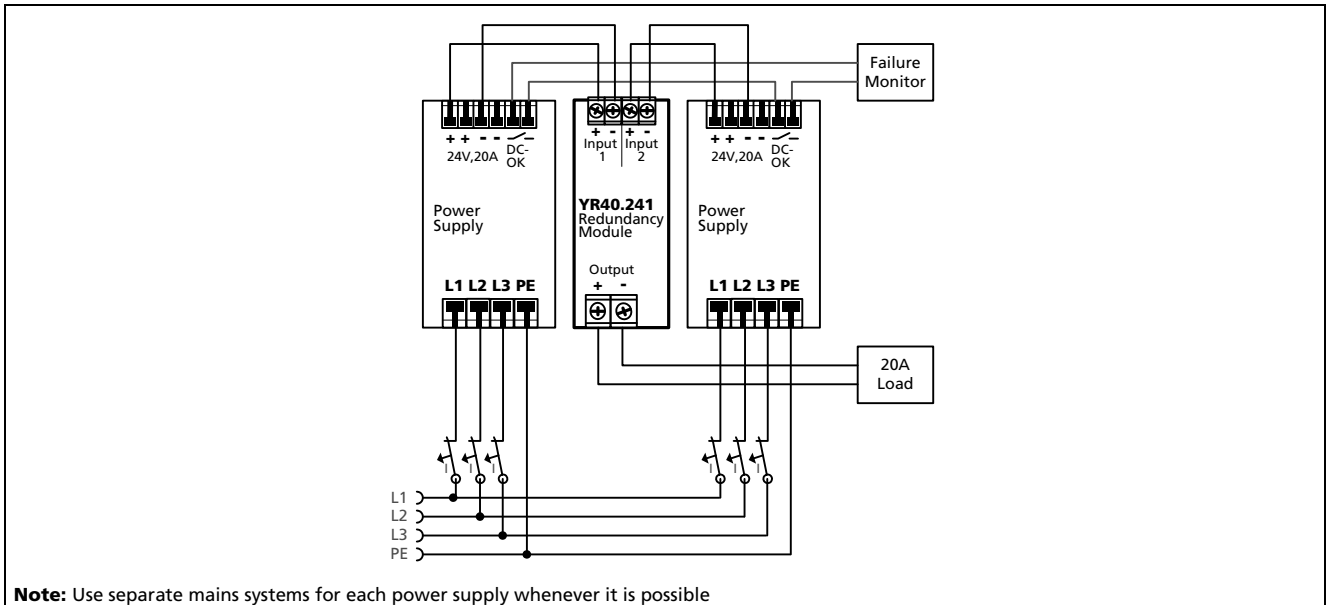 Failure
Monitor
+ + - -
24V,20A
DC-
OK
Power
Supply
L1 L2 L3 PE
+ - + -
Input
1
Input
2
YR40.241
Redundancy
Module
Output
+ -
+ + - -
24V,20A
DC-
OK
Power
Supply
L1 L2 L3 PE
20A
Load
I I I
I I I
L1
L2
L3
PE
Note: Use separate mains systems for each power supply whenever it is possible